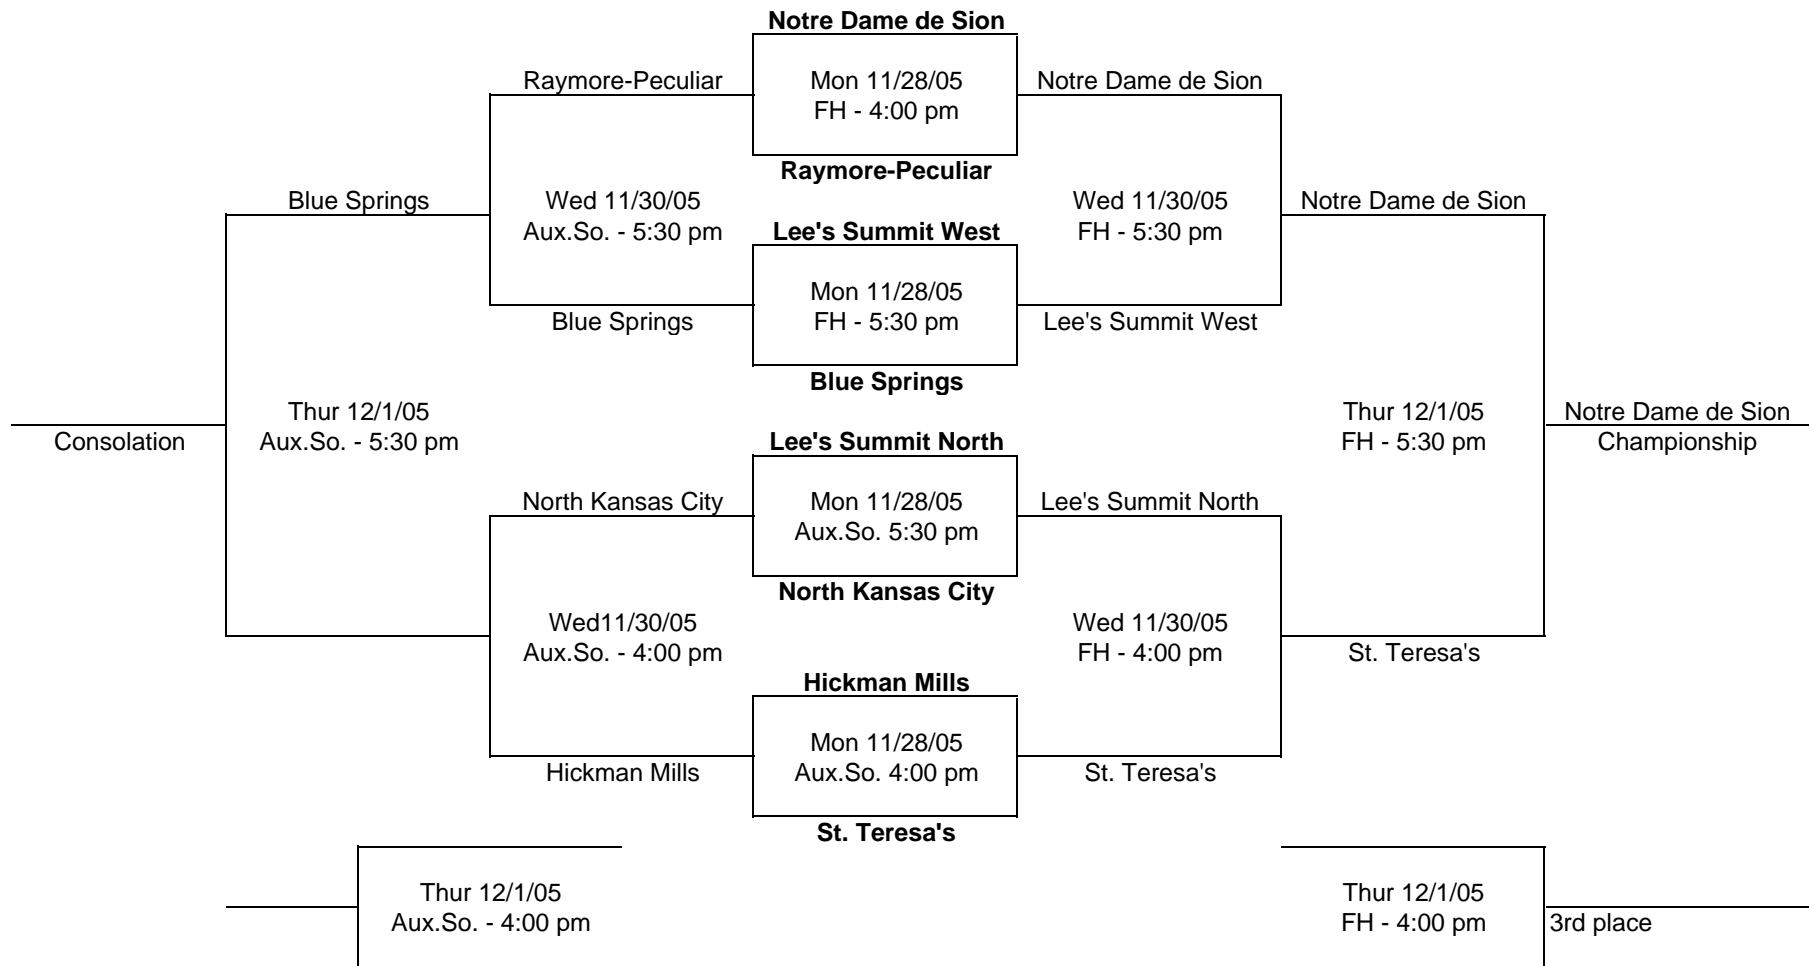 Notre Dame de Sion
Raymore-Peculiar
Mon 11/28/05
FH - 4:00 pm
Notre Dame de Sion
Raymore-Peculiar
Blue Springs
Wed 11/30/05
Aux.So. - 5:30 pm
Wed 11/30/05
FH - 5:30 pm
Notre Dame de Sion
Lee's Summit West
Mon 11/28/05
FH - 5:30 pm
Blue Springs
Lee's Summit West
Blue Springs
Thur 12/1/05
Aux.So. - 5:30 pm
Thur 12/1/05
FH - 5:30 pm
Notre Dame de Sion
Championship
Consolation
Lee's Summit North
North Kansas City
Mon 11/28/05
Aux.So. 5:30 pm
Lee's Summit North
North Kansas City
Wed11/30/05
Aux.So. - 4:00 pm
Wed 11/30/05
FH - 4:00 pm
St. Teresa's
Hickman Mills
Mon 11/28/05
Aux.So. 4:00 pm
Hickman Mills
St. Teresa's
St. Teresa's
Thur 12/1/05
Aux.So. - 4:00 pm
Thur 12/1/05
FH - 4:00 pm
3rd place